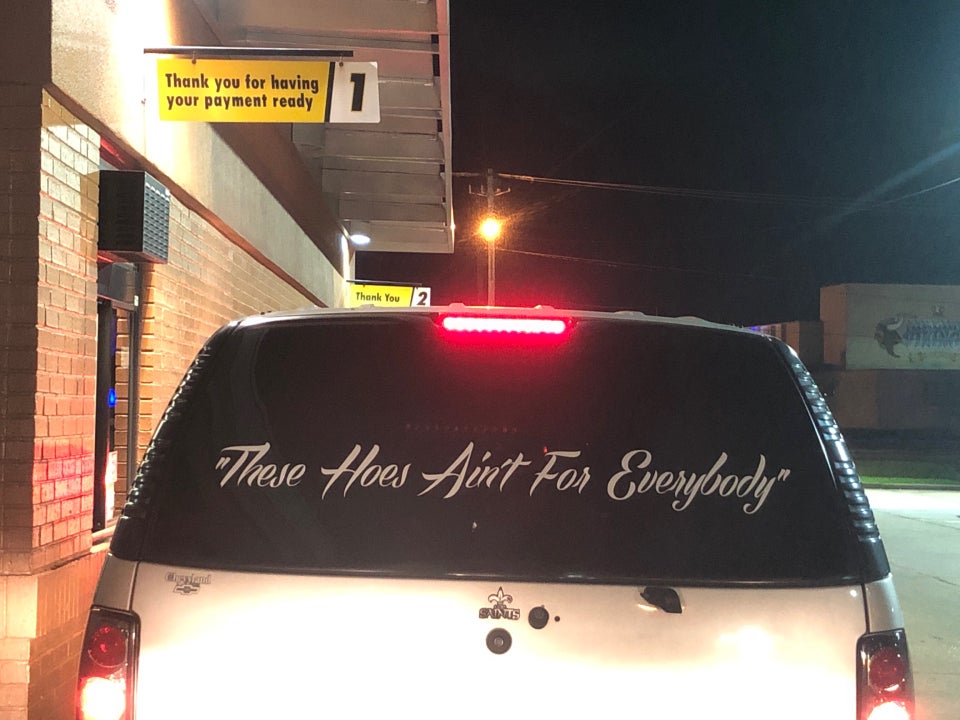 Thank you for having
your payment ready
1
Thank You
2
"These Hoes Ain't For Everybody"
SAINTS